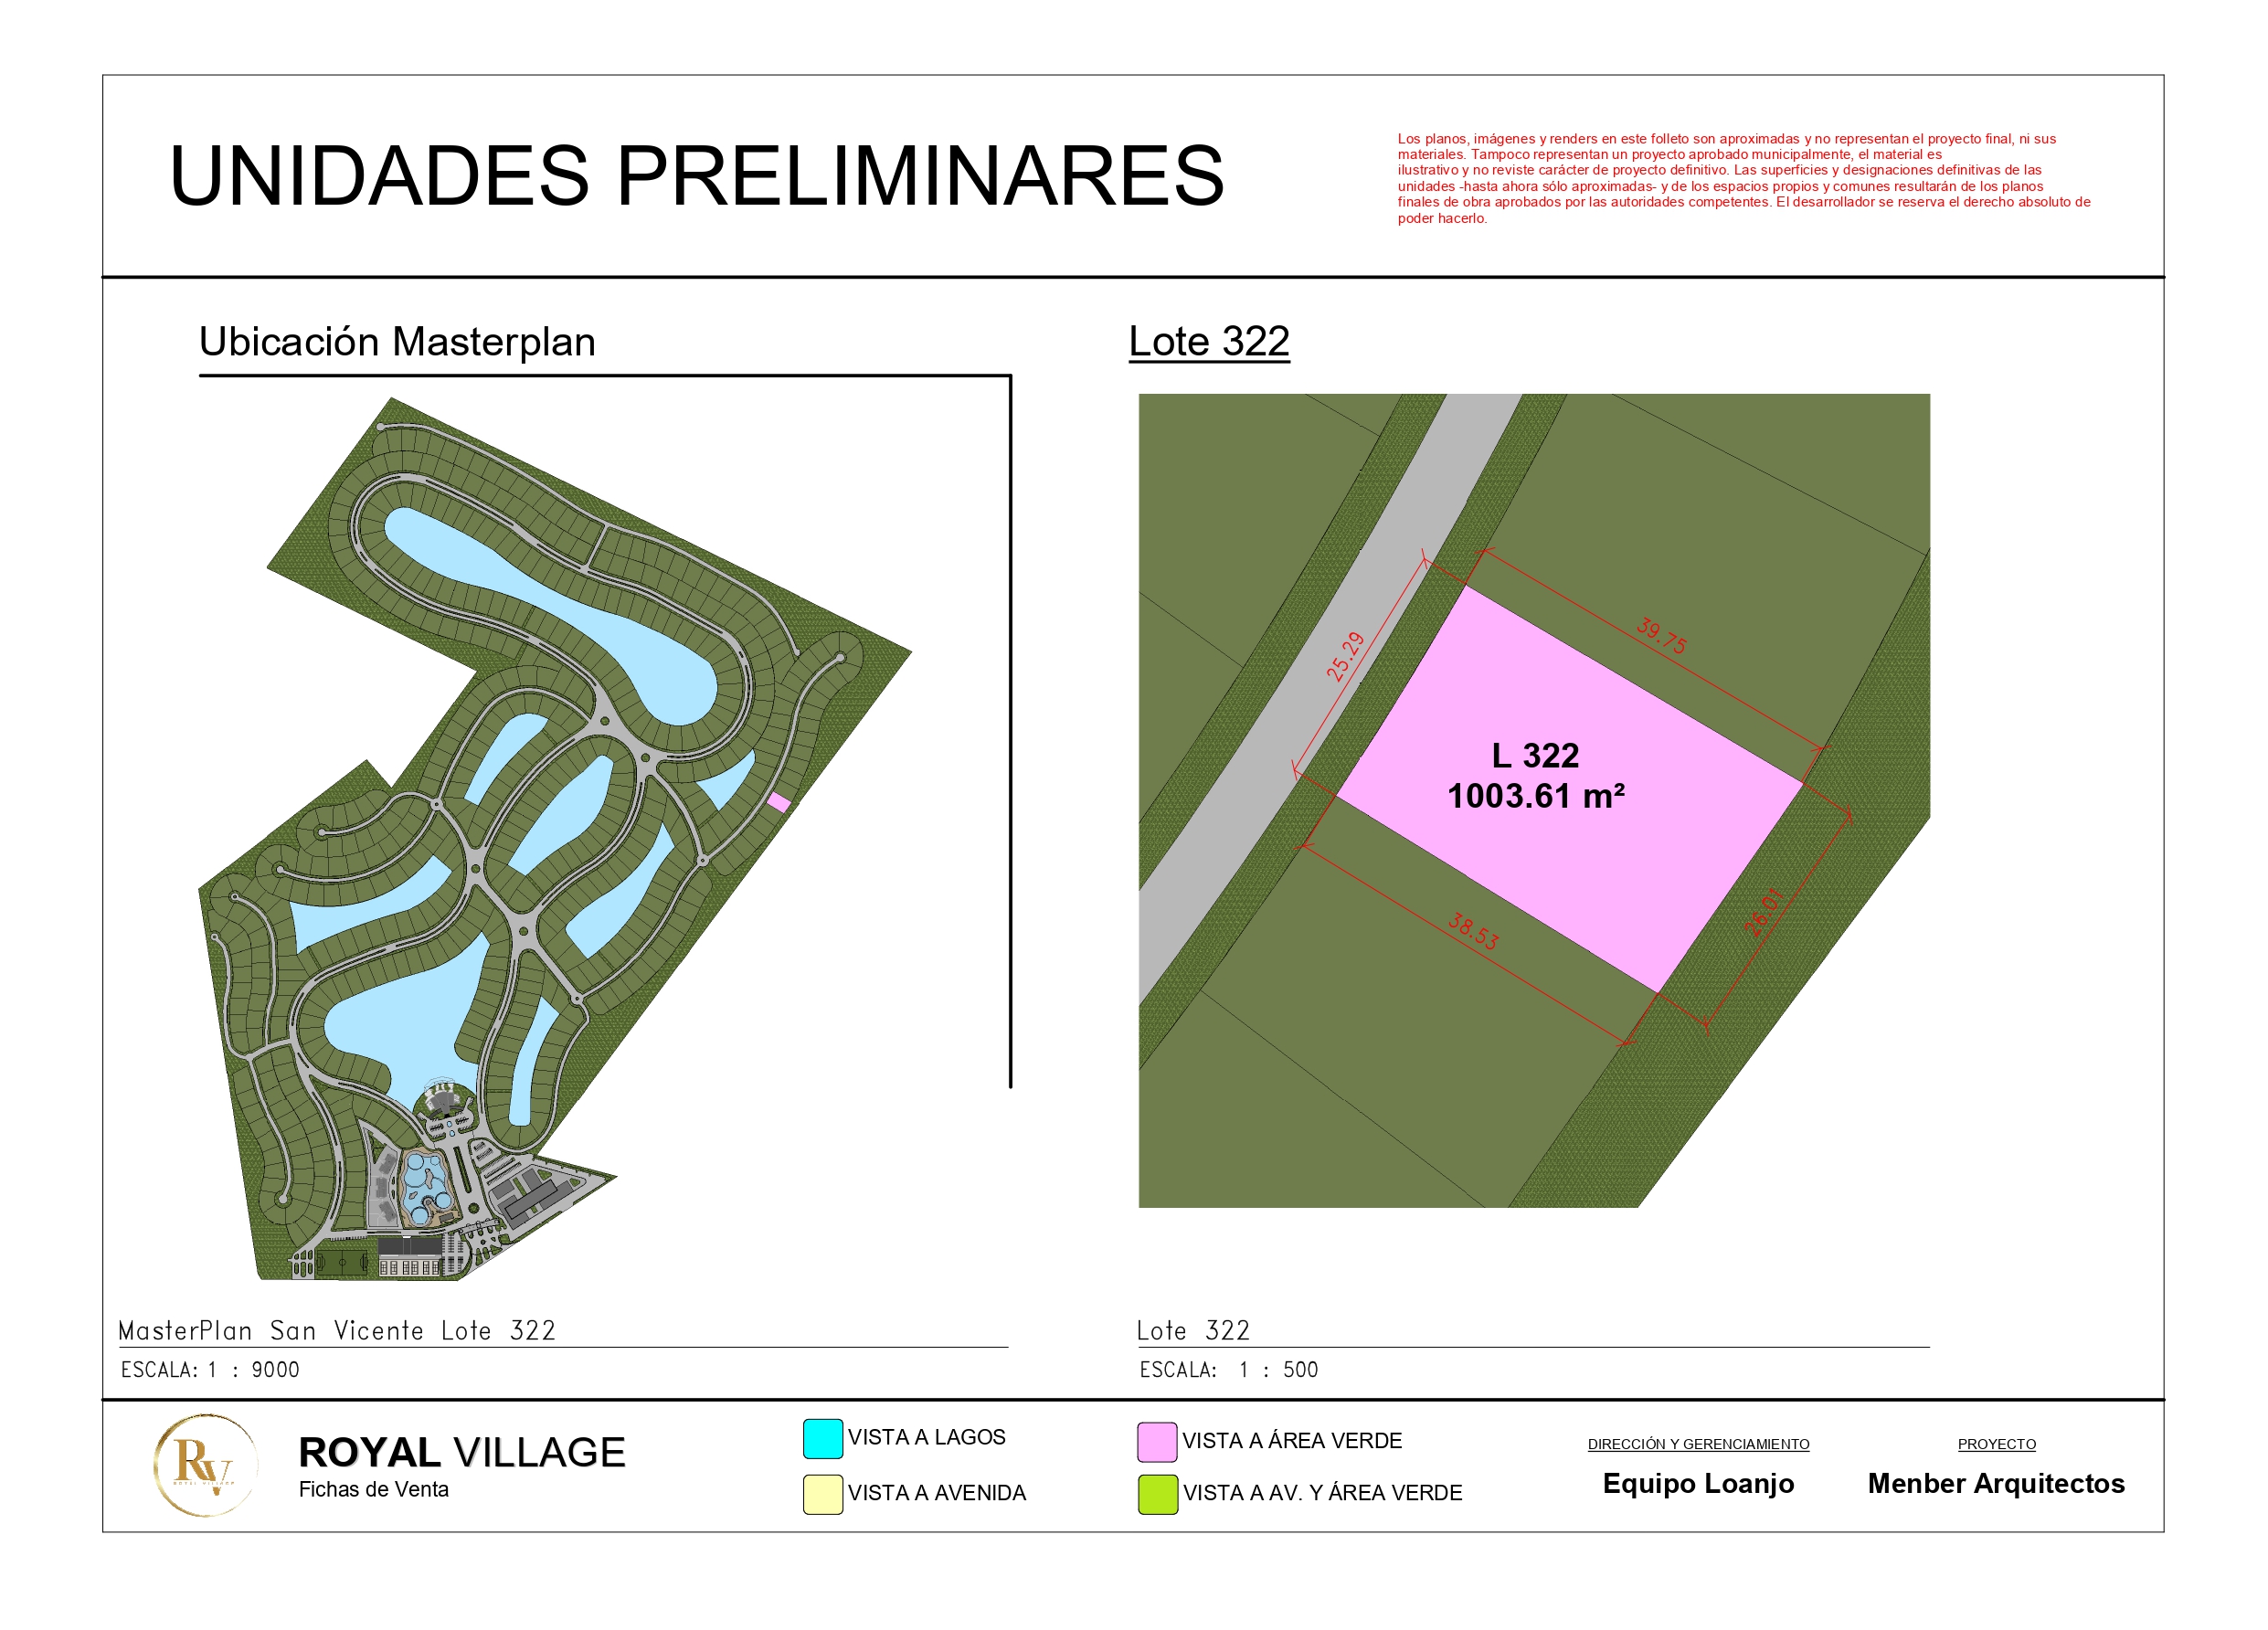 UNIDADES PRELIMINARES
Los planos, imágenes y renders en este folleto son aproximadas y no representan el proyecto final, ni sus
materiales. Tampoco representan un proyecto aprobado municipalmente, el material es
ilustrativo y no reviste carácter de proyecto definitivo. Las superficies y designaciones definitivas de las
unidades -hasta ahora sólo aproximadas- y de los espacios propios y comunes resultarán de los planos
finales de obra aprobados por las autoridades competentes. El desarrollador se reserva el derecho absoluto de
poder hacerlo.
Ubicación Masterplan
Lote 322
25.29
39.75
L 322
1003.61 m²
38.53
26.01
MasterPlan San Vicente Lote 322
ESCALA: 1 : 9000
Lote 322
ESCALA: 1 : 500
RV
ROYAL VILLAGE
ROYAL VILLAGE
Fichas de Venta
VISTA A LAGOS
VISTA A AVENIDA
VISTA A ÁREA VERDE
VISTA A AV. Y ÁREA VERDE
DIRECCIÓN Y GERENCIAMIENTO
Equipo Loanjo
PROYECTO
Menber Arquitectos